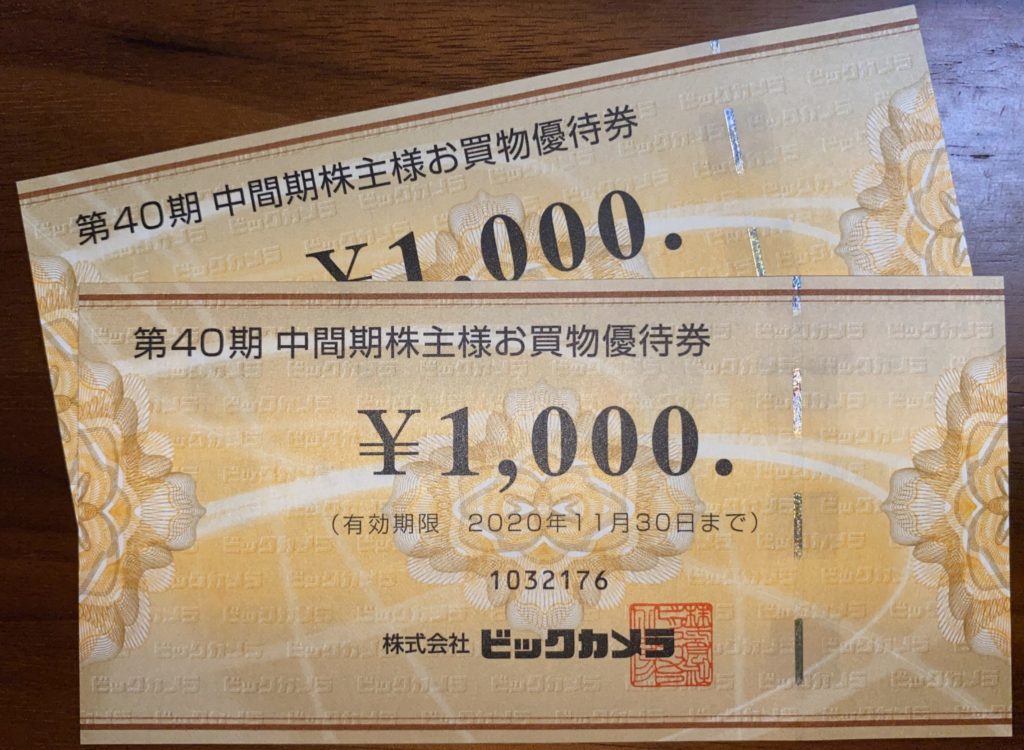 第40期 中間期株主様お買物優待券
¥1,000.
第40期 中間期株主様お買物優待券
¥1,000.
（有効期限 2020年11月30日まで）
1032176
株式会社 ビックカメラ